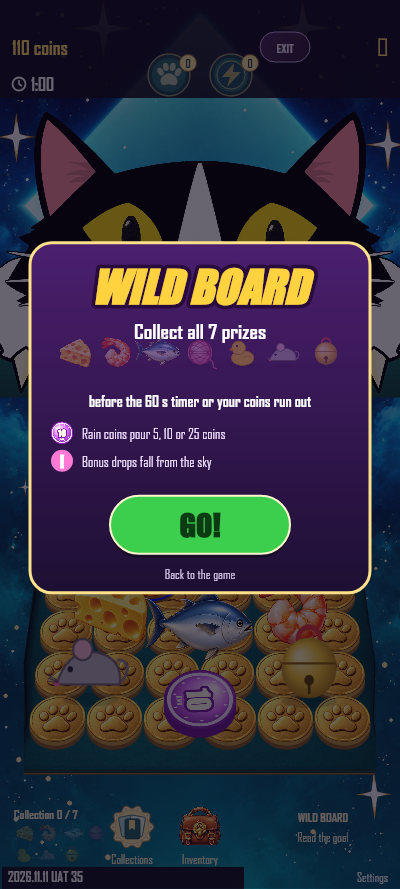 110 coins
0
0
EXIT
1:00
WILD BOARD
Collect all 7 prizes
before the 60 s timer or your coins run out
10
Rain coins pour 5, 10 or 25 coins
Bonus drops fall from the sky
GO!
Back to the game
10
Collection 0 / 7
WILD BOARD
Read the goal
Collections
Inventory
2026.11.11 UAT 35
Settings